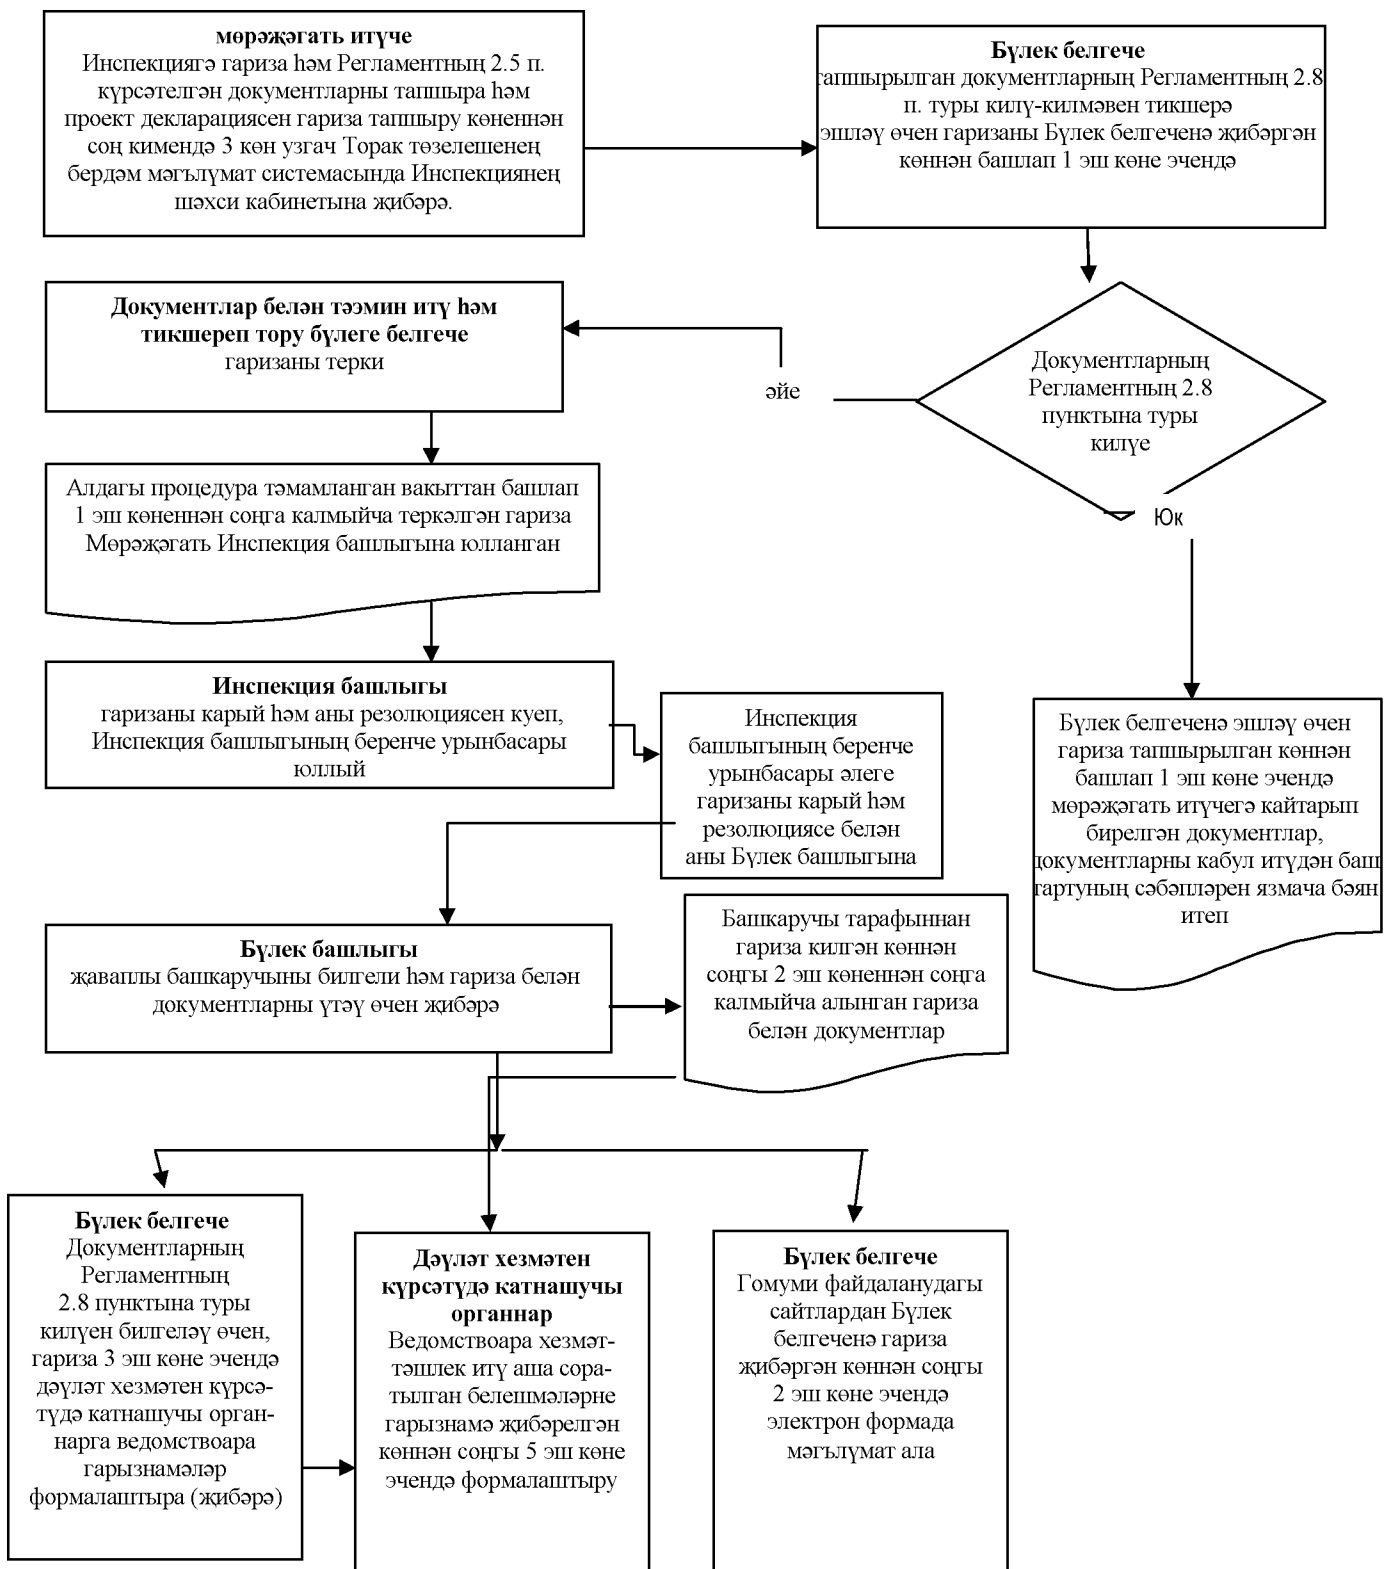 мөрәҗәгать итүче
Инспекциягә гариза һәм Регламентның 2.5 п.
күрсәтелгән документларны тапшыра һәм
проект декларациясен гариза тапшыру көненнән
соң кимендә 3 көн узгач Торак төзелешенең
бердәм мәгълүмат системасында Инспекциянең
шәхси кабинетына җибәрә.
Бүлек белгече
тапшырылган документларның Регламентның 2.8
п. туры килү-килмәвен тикшерә
эшләү өчен гаризаны Бүлек белгеченә җибәргән
көннән башлап 1 эш көне эчендә
Документлар белән тәэмин итү һәм
тикшереп тору бүлеге белгече
гаризаны терки
әйе
Документларның
Регламентның 2.8
пунктына туры
килүе
Юк
Алдагы процедура тәмамланган вакыттан башлап
1 эш көненнән соңга калмыйча теркәлгән гариза
Мөрәҗәгать Инспекция башлыгына юлланган
Инспекция башлыгы
гаризаны карый һәм аны резолюциясен куеп,
Инспекция башлыгының беренче урынбасары
юллый
Инспекция
башлыгының беренче
урынбасары әлеге
гаризаны карый һәм
резолюциясе белән
аны Бүлек башлыгына
Бүлек белгеченә эшләү өчен
гариза тапшырылган көннән
башлап 1 эш көне эчендә
мөрәҗәгать итүчегә кайтарып
бирелгән документлар,
документларны кабул итүдән баш
тартуның сәбәпләрен язмача бәян
итеп
Бүлек башлыгы
җаваплы башкаручыны билгели һәм гариза белән
документларны үтәү өчен җибәрә
Башкаручы тарафыннан
гариза килгән көннән
соңгы 2 эш көненнән соңга
калмыйча алынган гариза
белән документлар
Бүлек белгече
Документларның
Регламентның
2.8 пунктына туры
килүен билгеләү өчен,
гариза 3 эш көне эчендә
дәүләт хезмәтен күрсә-
түдә катнашучы орган-
нарга ведомствоара
гарызнамәләр
формалаштыра (җибәрә)
Дәүләт хезмәтен
күрсәтүдә катнашучы
органнар
Ведомствоара хезмәт-
тәшлек итү аша сора-
тылган белешмәләрне
гарызнамә җибәрелгән
көннән соңгы 5 эш көне
эчендә формалаштыру
Бүлек белгече
Гомуми файдаланудагы
сайтлардан Бүлек
белгеченә гариза
җибәргән көннән соңгы
2 эш көне эчендә
электрон формада
мәгълүмат ала